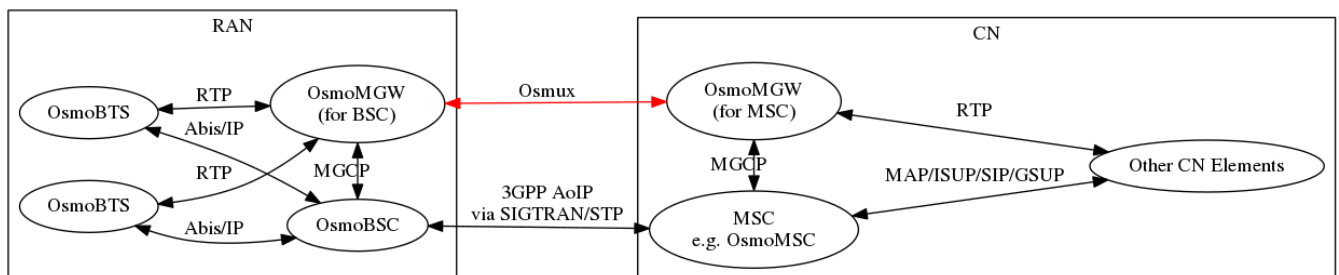 RAN
CN
OsmoBTS
RTP
OsmoMGW
(for BSC)
Osmux
OsmoMGW
(for MSC)
RTP
Abis/IP
RTP
MGCP
MGCP
Other CN Elements
MAP/ISUP/SIP/GSUP
OsmoBTS
Abis/IP
OsmoBSC
3GPP AoIP
via SIGTRAN/STP
MSC
e.g. OsmoMSC